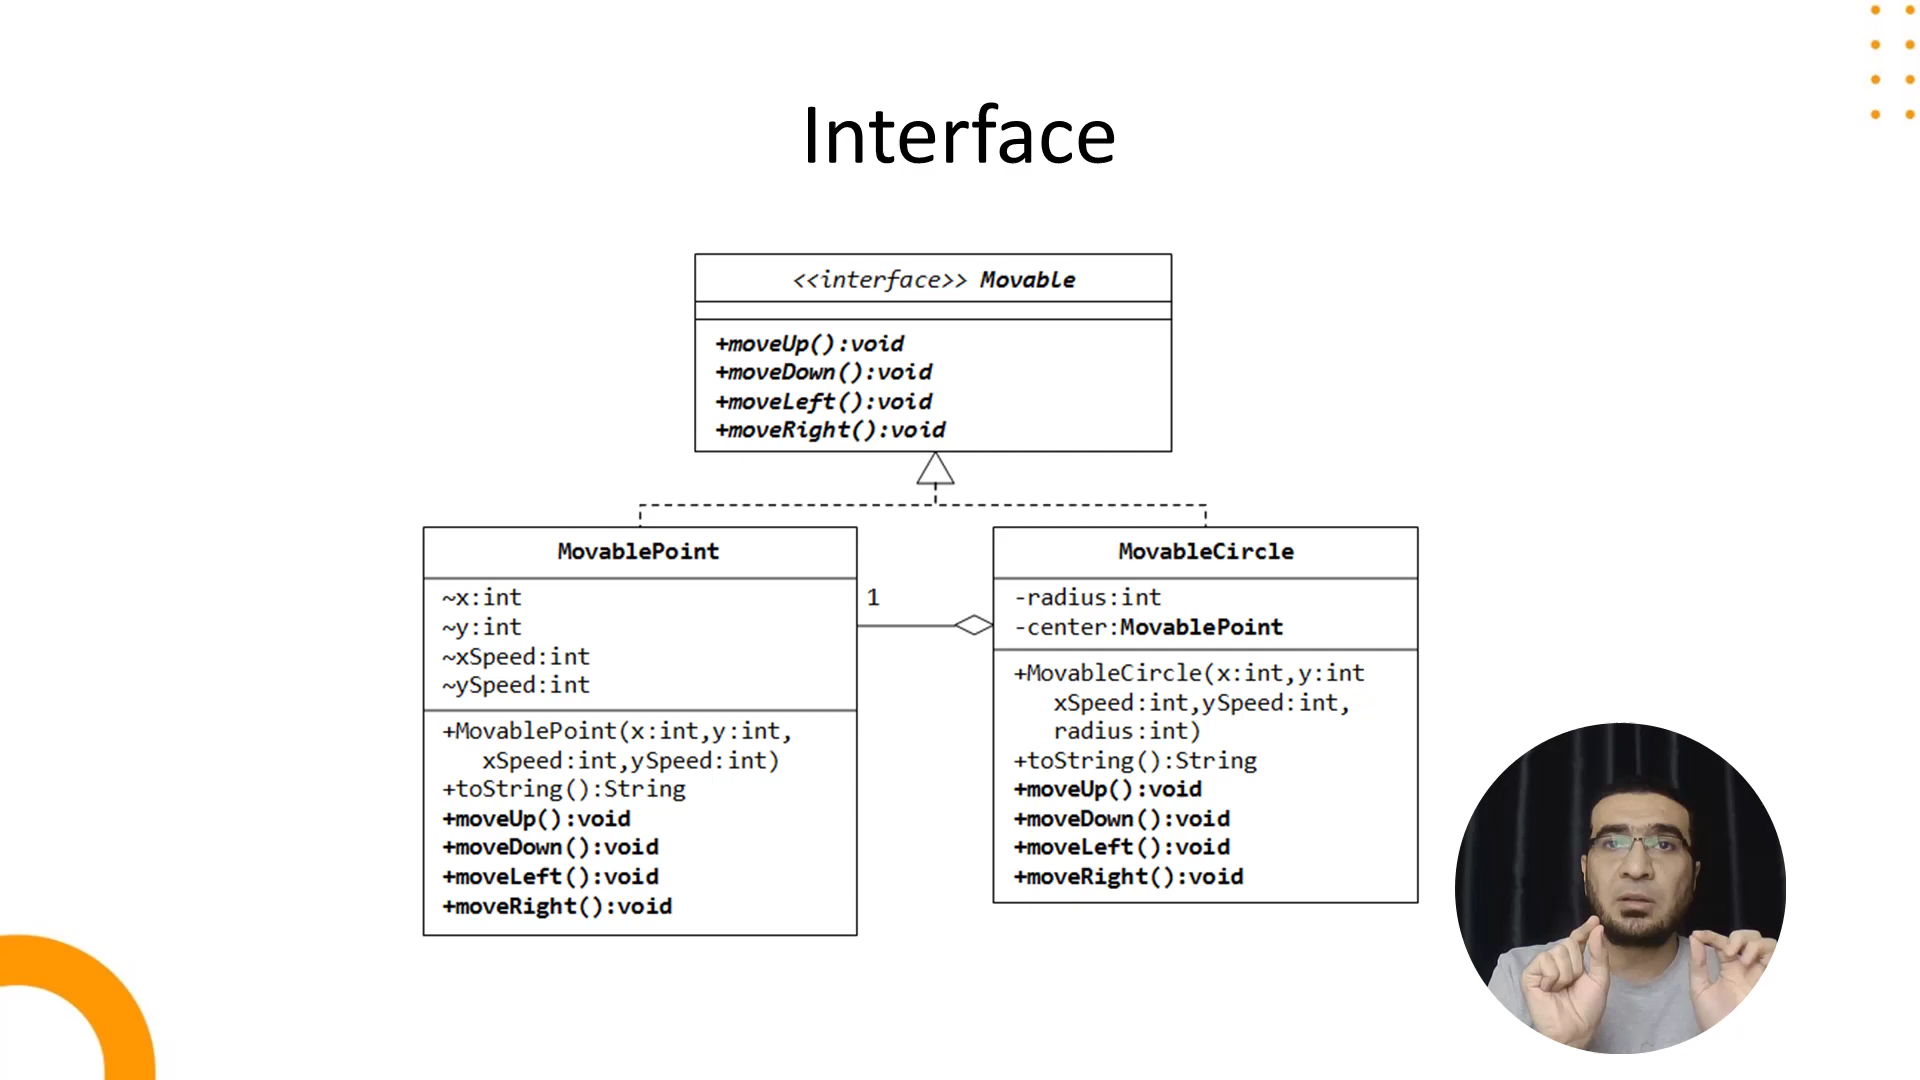 Interface
<<interface>> Movable
+moveUp():void
+moveDown():void
+moveLeft():void
+moveRight():void
MovablePoint
~x:int
~y:int
~xSpeed:int
~ySpeed:int
+MovablePoint(x:int,y:int,
xSpeed:int,ySpeed:int)
+toString():String
+moveUp():void
+moveDown():void
+moveLeft():void
+moveRight():void
1
MovableCircle
-radius:int
-center:MovablePoint
+MovableCircle(x:int,y:int
xSpeed:int,ySpeed:int,
radius:int)
+toString():String
+moveUp():void
+moveDown():void
+moveLeft():void
+moveRight():void